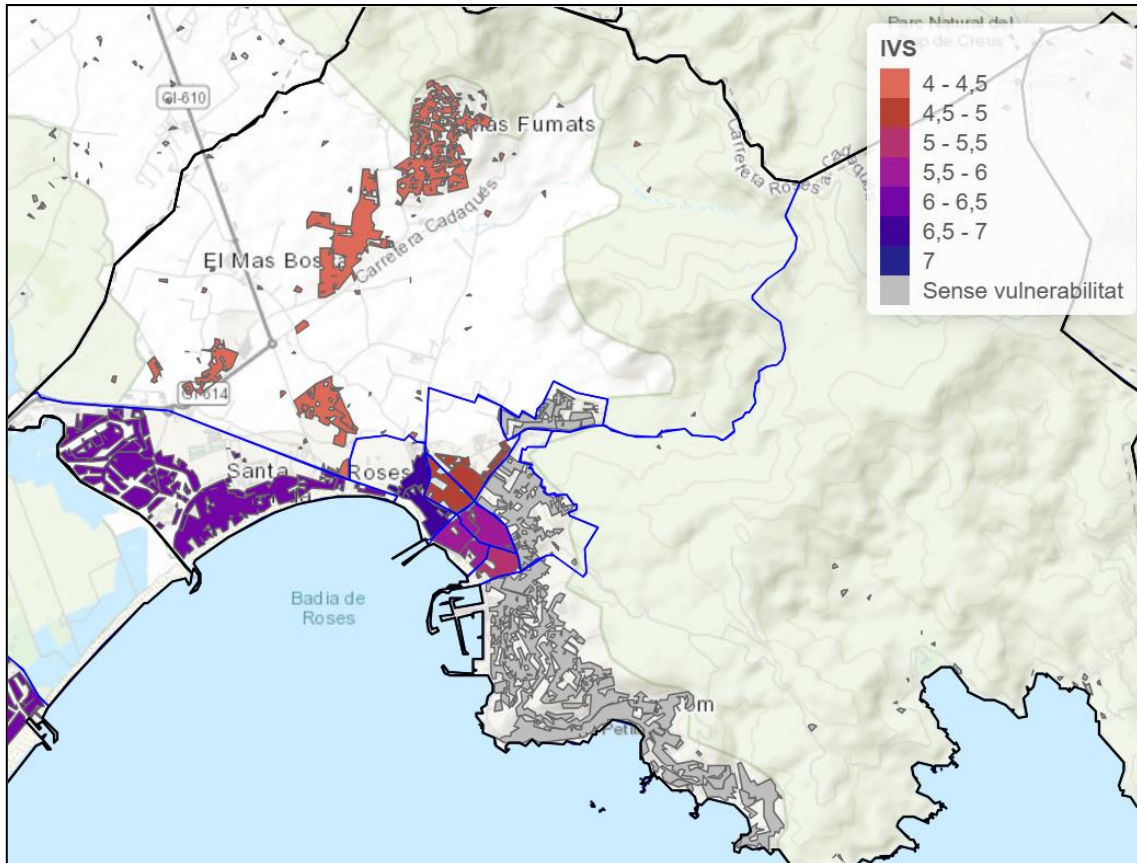 Parc Natural del
Cap de Creus
IVS
4 - 4,5
4,5 - 5
5 - 5,5
5,5 - 6
6 - 6,5
6,5 - 7
7
Sense vulnerabilitat
GI-610
Mas Fumats
Carretera Roses a
Carretera Cadaqués
El Mas
GI-614
Santa
Roses
Badia de
Roses